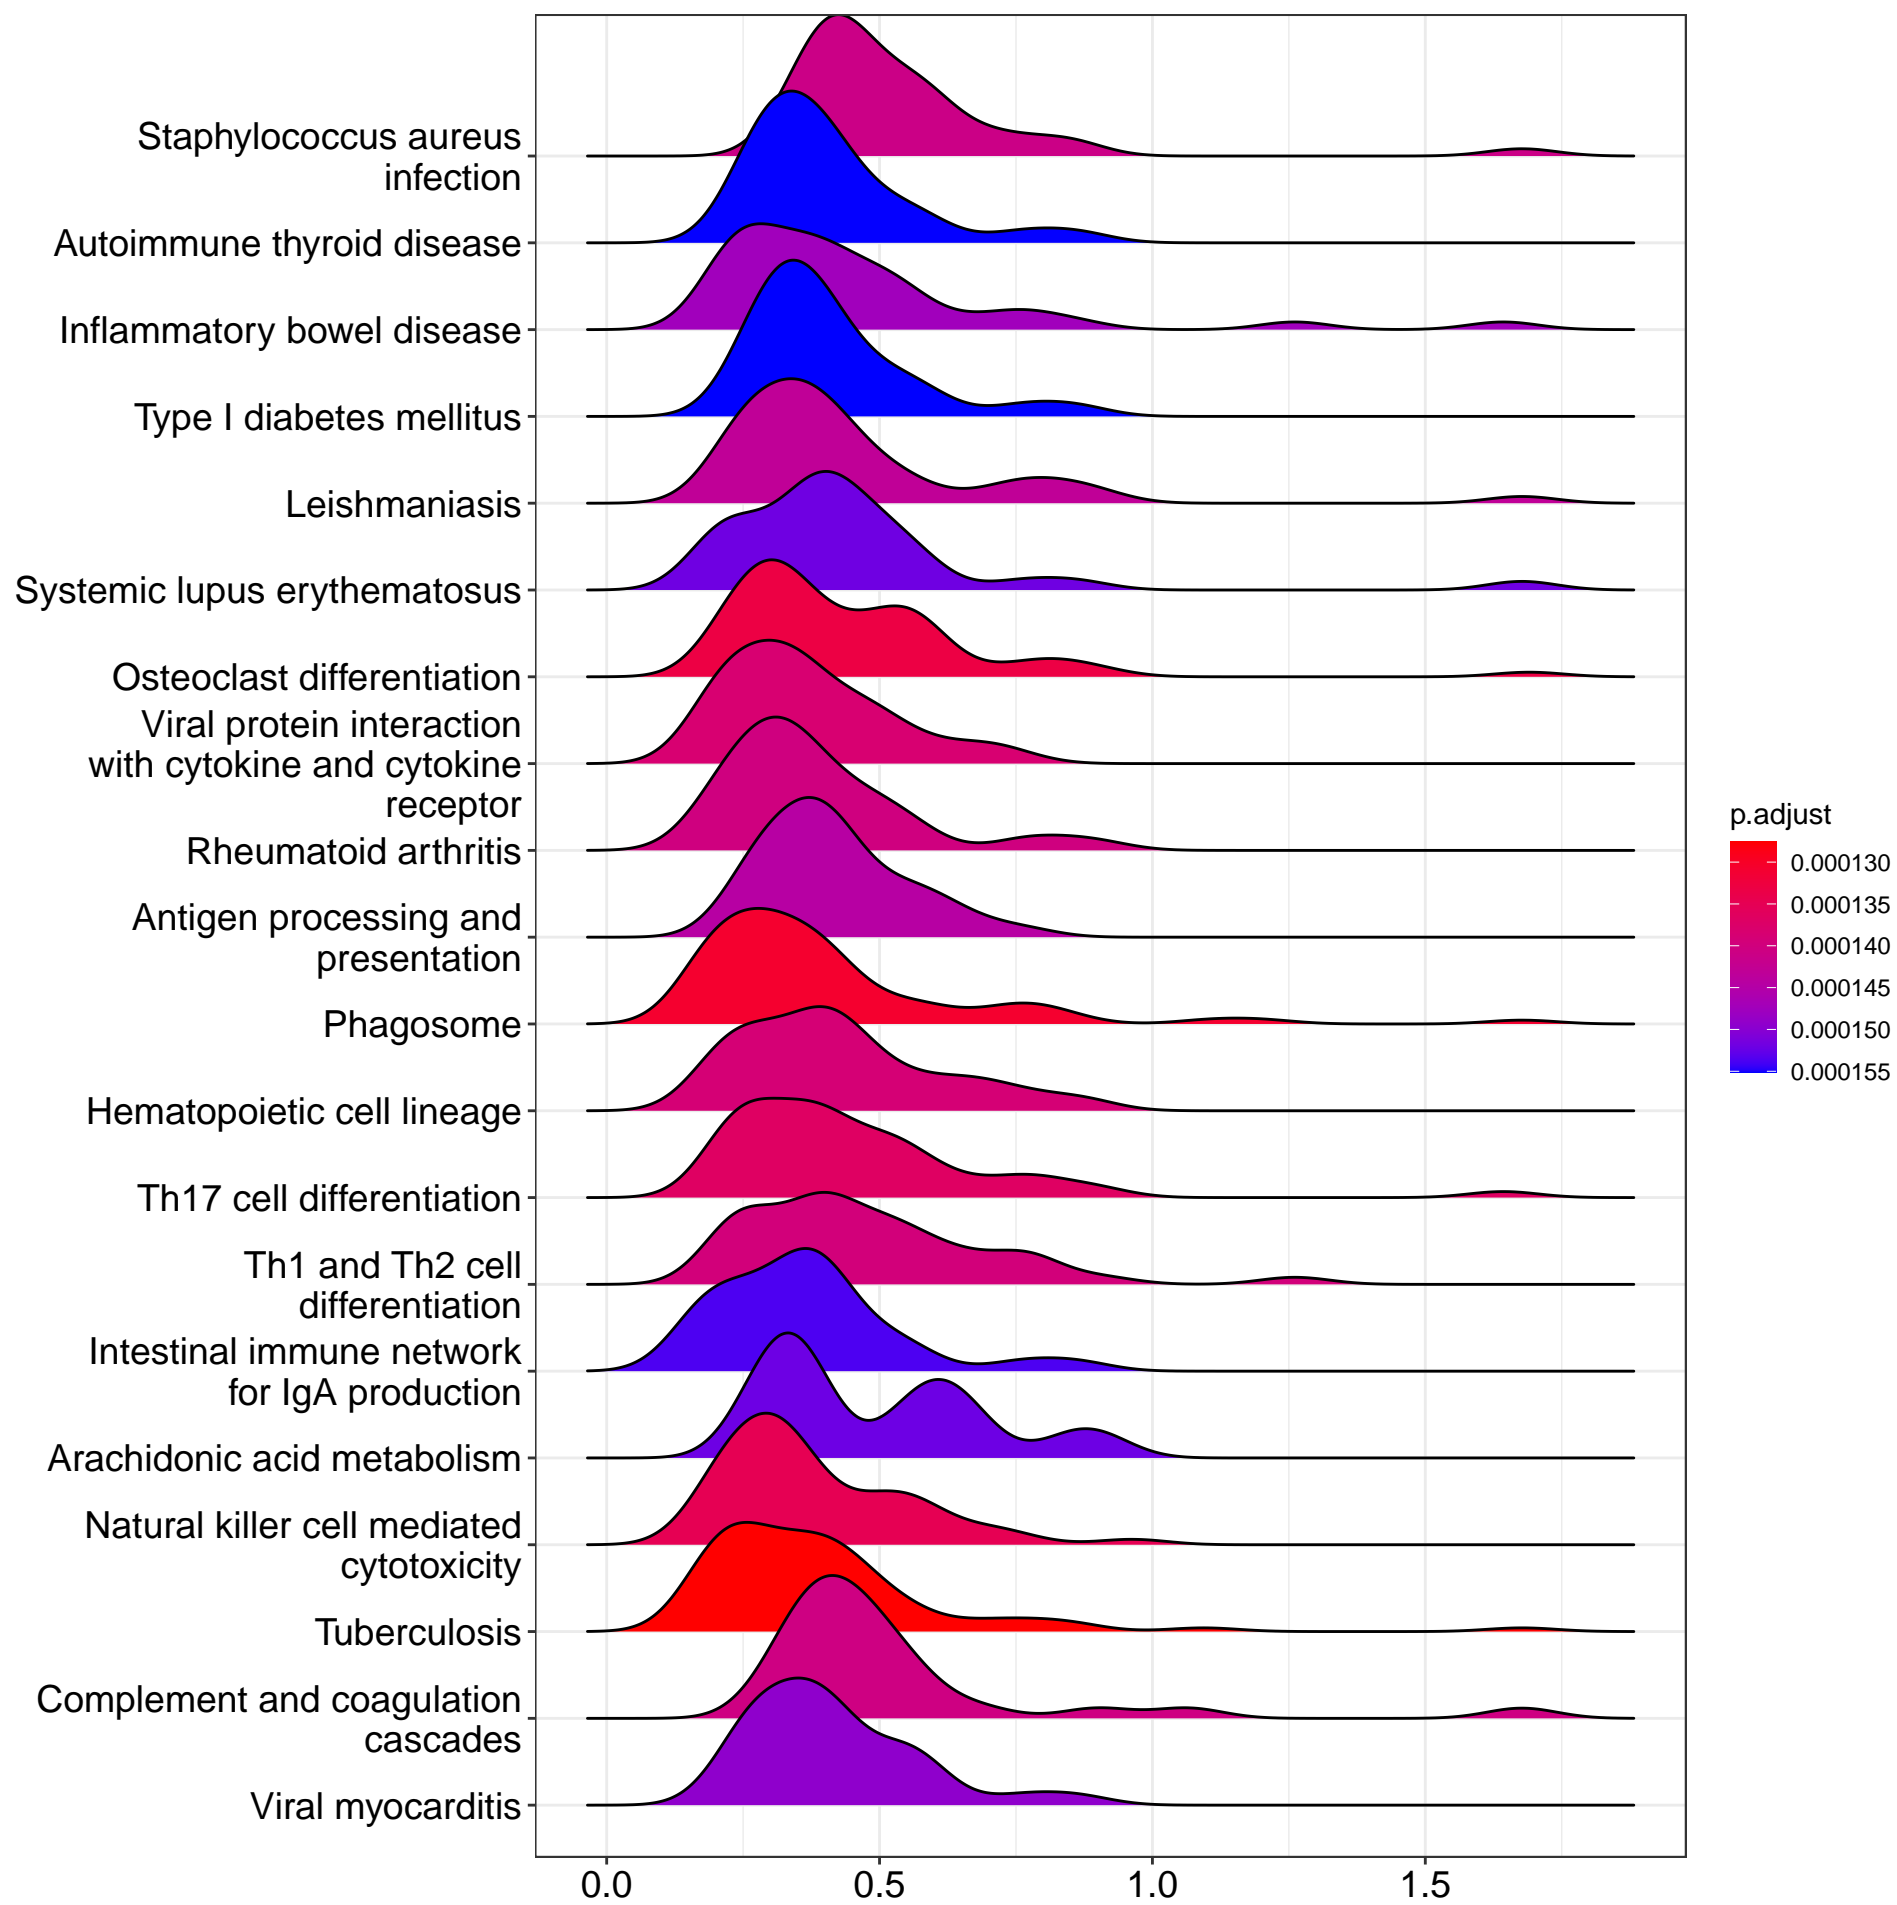 Staphylococcus aureus
infection
Autoimmune thyroid disease
Inflammatory bowel disease
Type I diabetes mellitus
Leishmaniasis
Systemic lupus erythematosus
Osteoclast differentiation
Viral protein interaction
with cytokine and cytokine
receptor
Rheumatoid arthritis
Antigen processing and
presentation
Phagosome
Hematopoietic cell lineage
Th17 cell differentiation
Th1 and Th2 cell
differentiation
Intestinal immune network
for IgA production
Arachidonic acid metabolism
Natural killer cell mediated
cytotoxicity
Tuberculosis
Complement and coagulation
cascades
Viral myocarditis
0.0 0.5 1.0 1.5
p.adjust
0.000130
0.000135
0.000140
0.000145
0.000150
0.000155